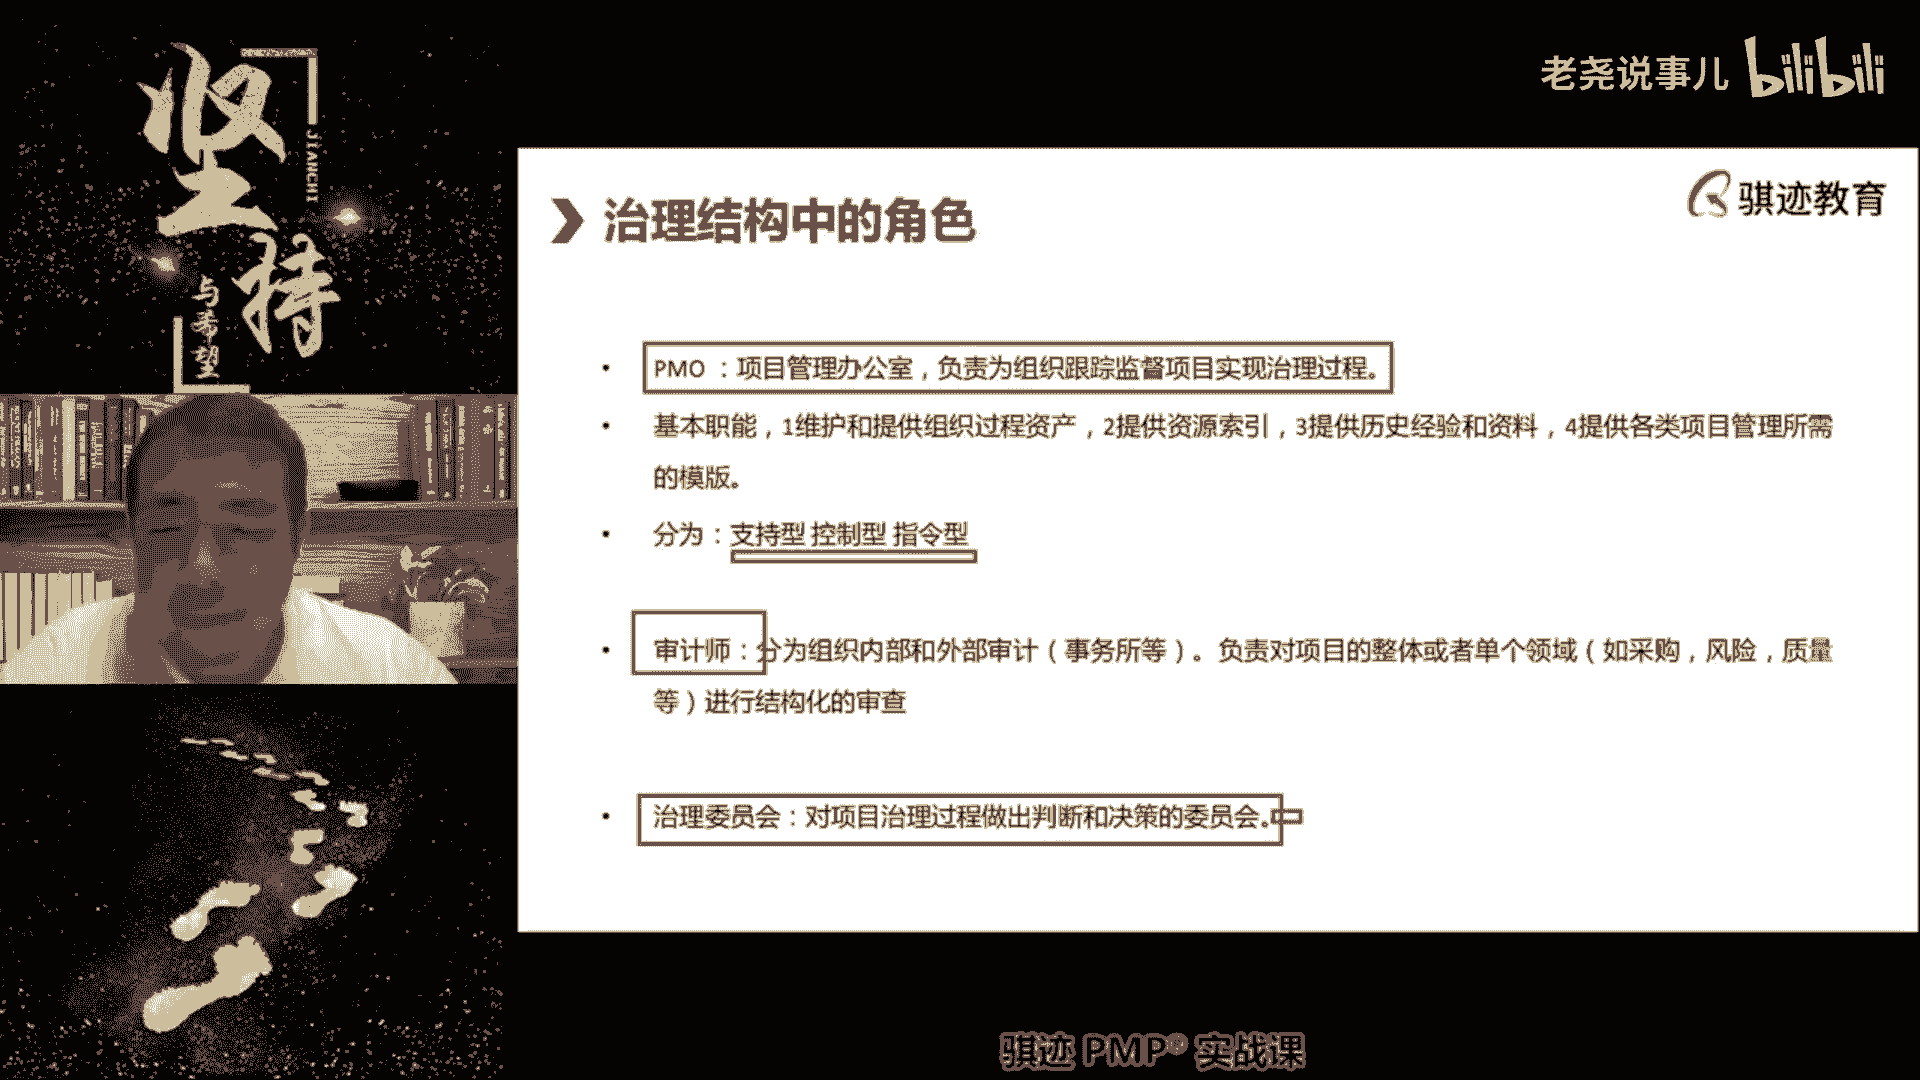 坚持
JIANCHI
与希望
老尧说事儿 bilibili
骐迹教育
治理结构中的角色
PMO ：项目管理办公室，负责为组织跟踪监督项目实现治理过程。
基本职能，1维护和提供组织过程资产，2提供资源索引，3提供历史经验和资料，4提供各类项目管理所需
的模版。
分为：支持型 控制型 指令型
审计师：分为组织内部和外部审计（事务所等）。负责对项目的整体或者单个领域（如采购，风险，质量
等）进行结构化的审查
治理委员会：对项目治理过程做出判断和决策的委员会。
骐迹 PMP® 实战课